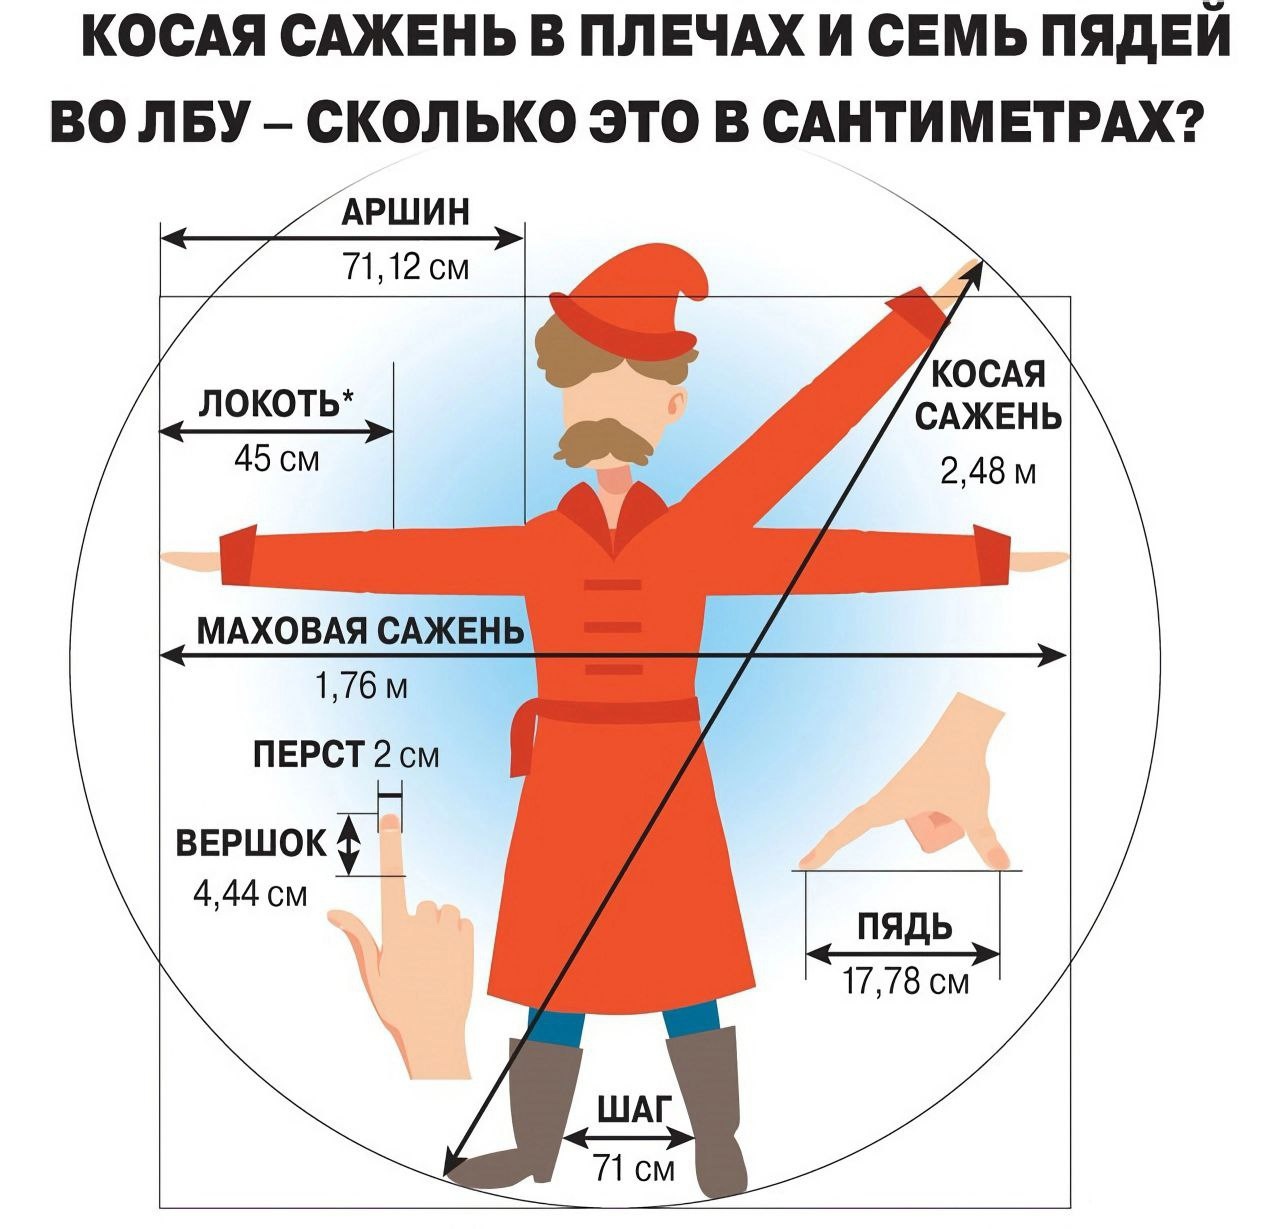 КОСАЯ САЖЕНЬ В ПЛЕЧАХ И СЕМЬ ПЯДЕЙ
ВО ЛБУ – СКОЛЬКО ЭТО В САНТИМЕТРАХ?
АРШИН
71,12 см
ЛОКОТЬ*
45 см
КОСАЯ
САЖЕНЬ
2,48 м
МАХОВАЯ САЖЕНЬ
1,76 м
ПЕРСТ 2 см
ВЕРШОК
4,44 см
ПЯДЬ
17,78 см
ШАГ
71 см